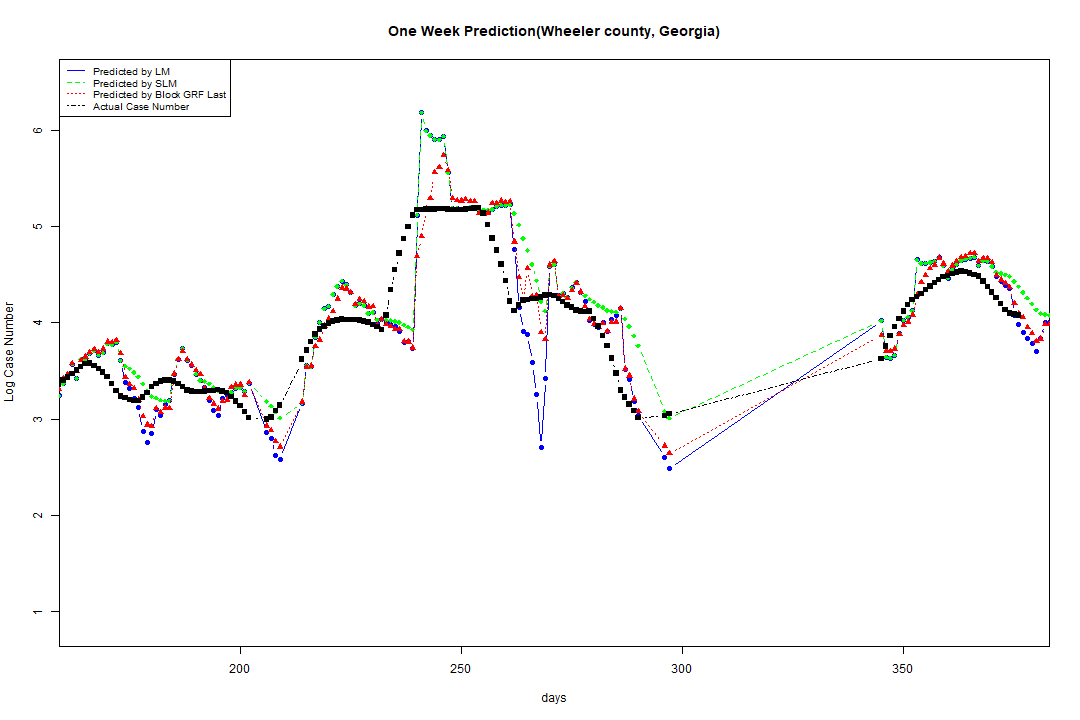 One Week Prediction(Wheeler county, Georgia)
Predicted by LM
Predicted by SLM
Predicted by Block GRF Last
Actual Case Number
Log Case Number
6
5
4
3
2
1
200 250 300 350
days